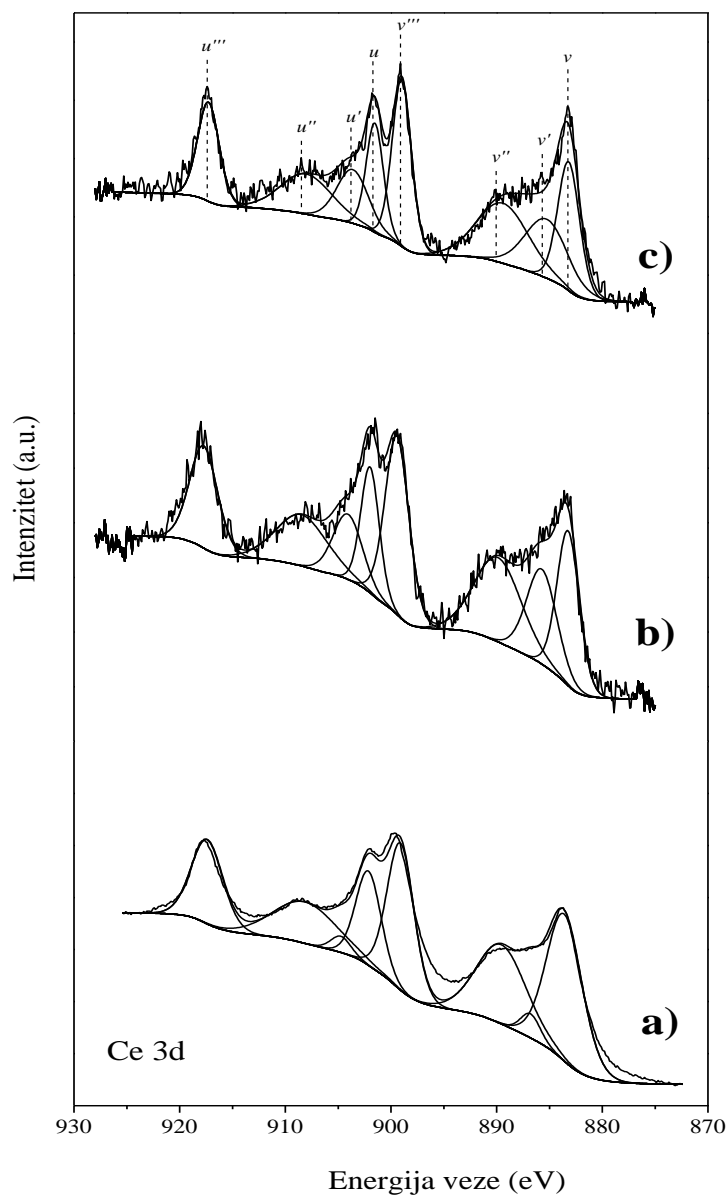 u''' u'' u' u v''' v'' v' v
c)
b)
a)
Ce 3d
Intenzitet (a.u.)
930 920 910 900 890 880 870
Energija veze (eV)